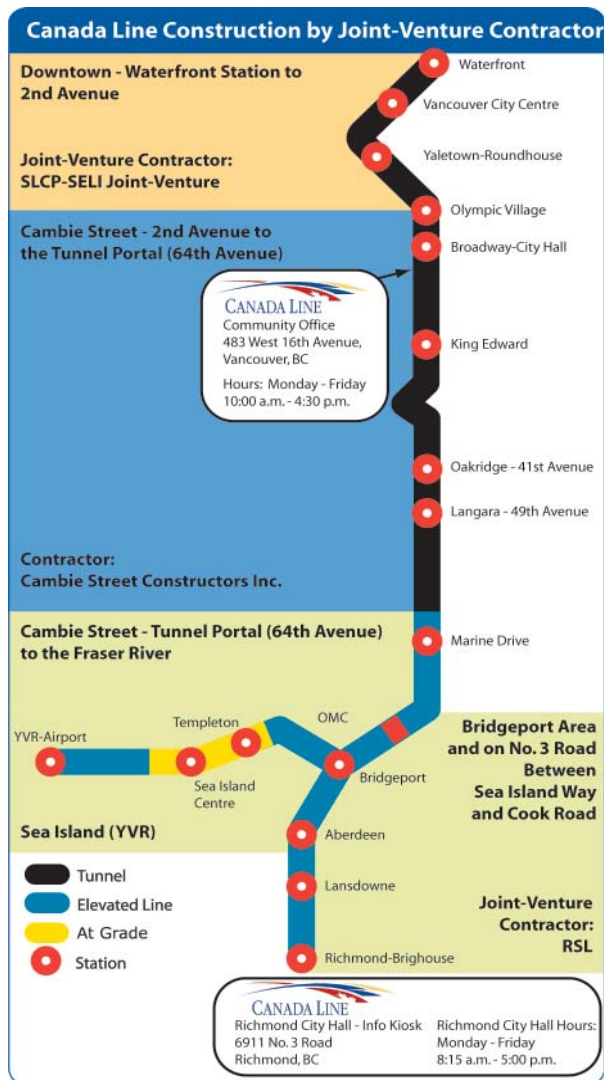 Canada Line Construction by Joint-Venture Contractor
Downtown - Waterfront Station to
2nd Avenue
Joint-Venture Contractor:
SLCP-SELI Joint-Venture
Waterfront
Vancouver City Centre
Yaletown-Roundhouse
Olympic Village
Cambie Street - 2nd Avenue to
the Tunnel Portal (64th Avenue)
Broadway-City Hall
CANADA LINE
Community Office
483 West 16th Avenue,
Vancouver, BC
Hours: Monday - Friday
10:00 a.m. - 4:30 p.m.
King Edward
Oakridge - 41st Avenue
Langara - 49th Avenue
Contractor:
Cambie Street Constructors Inc.
Cambie Street - Tunnel Portal (64th Avenue)
to the Fraser River
Marine Drive
OMC
Templeton
YVR-Airport
Sea Island
Centre
Bridgeport
Sea Island (YVR)
Bridgeport Area
and on No. 3 Road
Between
Sea Island Way
and Cook Road
Aberdeen
Lansdowne
Richmond-Brighouse
Joint-Venture
Contractor:
RSL
Tunnel
Elevated Line
At Grade
Station
CANADA LINE
Richmond City Hall - Info Kiosk
6911 No. 3 Road
Richmond, BC
Richmond City Hall Hours:
Monday - Friday
8:15 a.m. - 5:00 p.m.